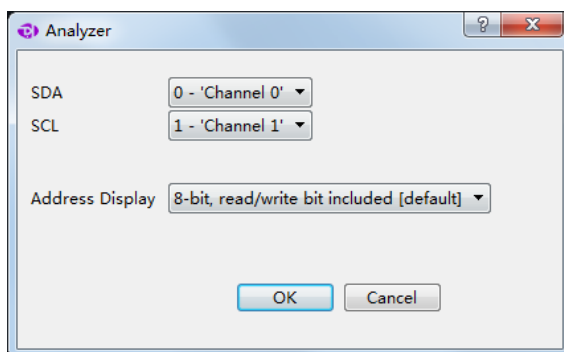 Analyzer
SDA 0 - 'Channel 0'
SCL 1 - 'Channel 1'
Address Display 8-bit, read/write bit included [default]
OK Cancel